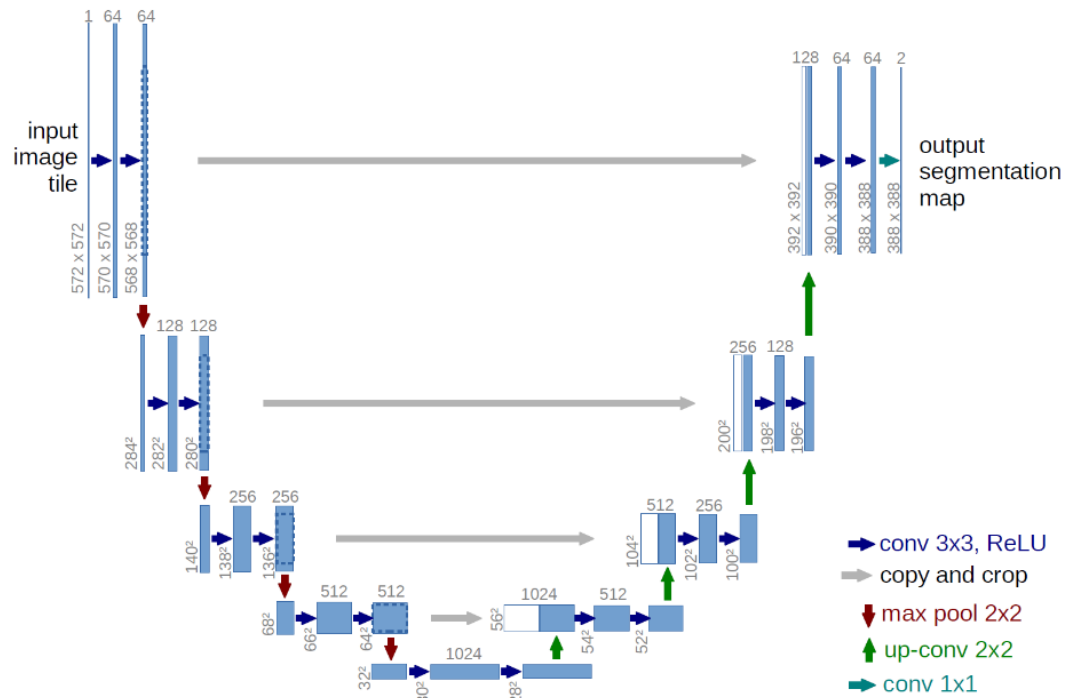 1 64 64
128 64 64 2
input
image
tile
output
segmentation
map
572 x 572
570 x 570
568 x 568
392 x 392
390 x 390
388 x 388
388 x 388
128 128
256 128
284²
282²
280²
200²
198²
196²
256 256
512 256
140²
138²
136²
104²
102²
100²
512 512
1024 512
68²
66²
64²
56²
54²
52²
1024
32²
conv 3x3, ReLU
copy and crop
max pool 2x2
up-conv 2x2
conv 1x1